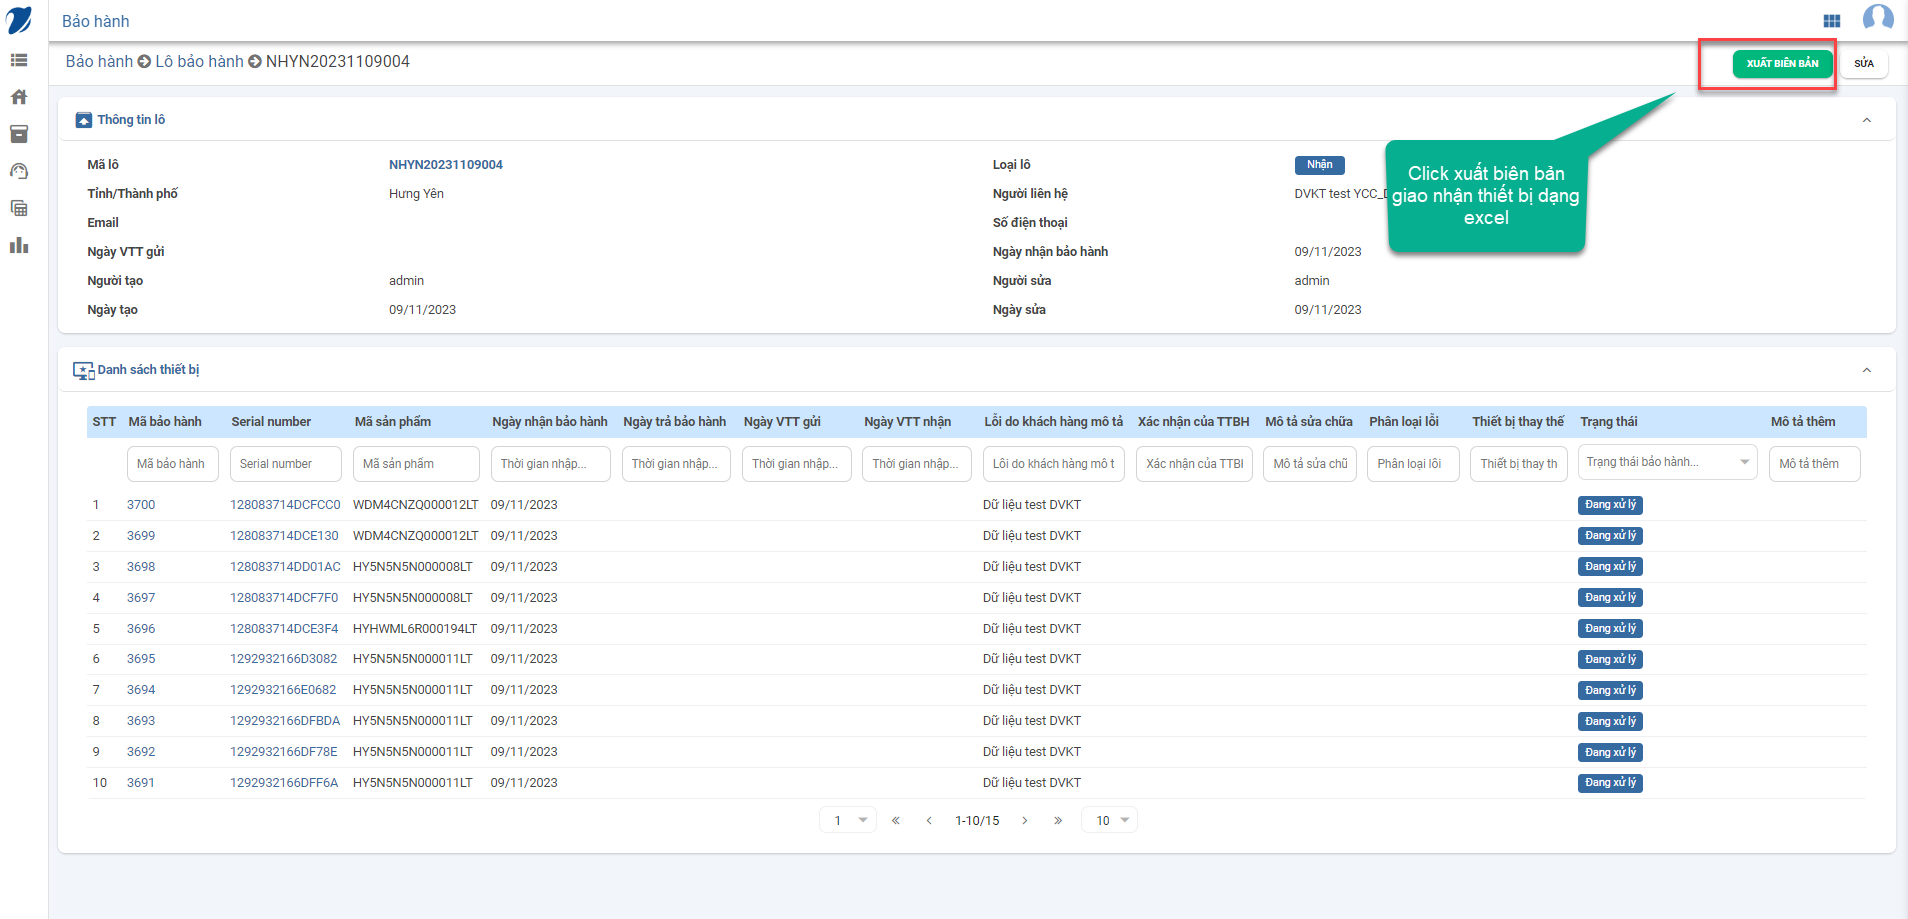 Bảo hành
Bảo hành Lô bảo hành NHYN20231109004
XUẤT BIÊN BẢN SỬA
Thông tin lô
Click xuất biên bản
giao nhận thiết bị dạng
excel
Mã lô NHYN20231109004 Loại lô Nhận
Tỉnh/Thành phố Hưng Yên Người liên hệ DVKT test
Email Số điện thoại
Ngày VTT gửi Ngày nhận bảo hành 09/11/2023
Người tạo admin Người sửa admin
Ngày tạo 09/11/2023 Ngày sửa 09/11/2023
Danh sách thiết bị
STT Mã bảo hành Serial number Mã sản phẩm Ngày nhận bảo hành Ngày trả bảo hành Ngày VTT gửi Ngày VTT nhận Lỗi do khách hàng mô tả Xác nhận của TTBH Mô tả sửa chữa Phân loại lỗi Thiết bị thay thế Trạng thái Mô tả thêm
Mã bảo hành Serial number Mã sản phẩm Thời gian nhập... Thời gian nhập... Thời gian nhập... Thời gian nhập... Lỗi do khách hàng mô t Xác nhận của TTBI Mô tả sửa chữ Phân loại lỗi Thiết bị thay th Trạng thái bảo hành... Mô tả thêm
1 3700 128083714DCFCC0 WDM4CNZQ000012LT 09/11/2023 Dữ liệu test DVKT Đang xử lý
2 3699 128083714DCE130 WDM4CNZQ000012LT 09/11/2023 Dữ liệu test DVKT Đang xử lý
3 3698 128083714DD01AC HY5N5N5N000008LT 09/11/2023 Dữ liệu test DVKT Đang xử lý
4 3697 128083714DCF7F0 HY5N5N5N000008LT 09/11/2023 Dữ liệu test DVKT Đang xử lý
5 3696 128083714DCE3F4 HYHWML6R000194LT 09/11/2023 Dữ liệu test DVKT Đang xử lý
6 3695 1292932166D3082 HY5N5N5N000011LT 09/11/2023 Dữ liệu test DVKT Đang xử lý
7 3694 1292932166E0682 HY5N5N5N000011LT 09/11/2023 Dữ liệu test DVKT Đang xử lý
8 3693 1292932166DFBDA HY5N5N5N000011LT 09/11/2023 Dữ liệu test DVKT Đang xử lý
9 3692 1292932166DF78E HY5N5N5N000011LT 09/11/2023 Dữ liệu test DVKT Đang xử lý
10 3691 1292932166DFF6A HY5N5N5N000011LT 09/11/2023 Dữ liệu test DVKT Đang xử lý
1 « ‹ 1-10/15 › » 10